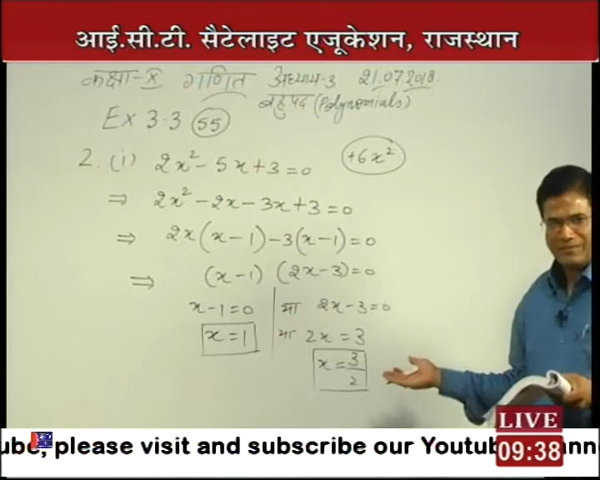 आई.सी.टी. सैटेलाइट एजूकेशन, राजस्थान
कक्षा-X गणित अध्याय-3 21.07.2018
बहुपद (Polynomials)
Ex 3.3 (55)
2. (i) 2x² - 5x + 3 = 0 +6x²
⇒ 2x² - 2x - 3x + 3 = 0
⇒ 2x(x-1) - 3(x-1) = 0
⇒ (x-1) (2x-3) = 0
x-1=0 या 2x-3=0
x=1 या 2x=3
x=3/2
LIVE
ube, please visit and subscribe our Youtub
09:38